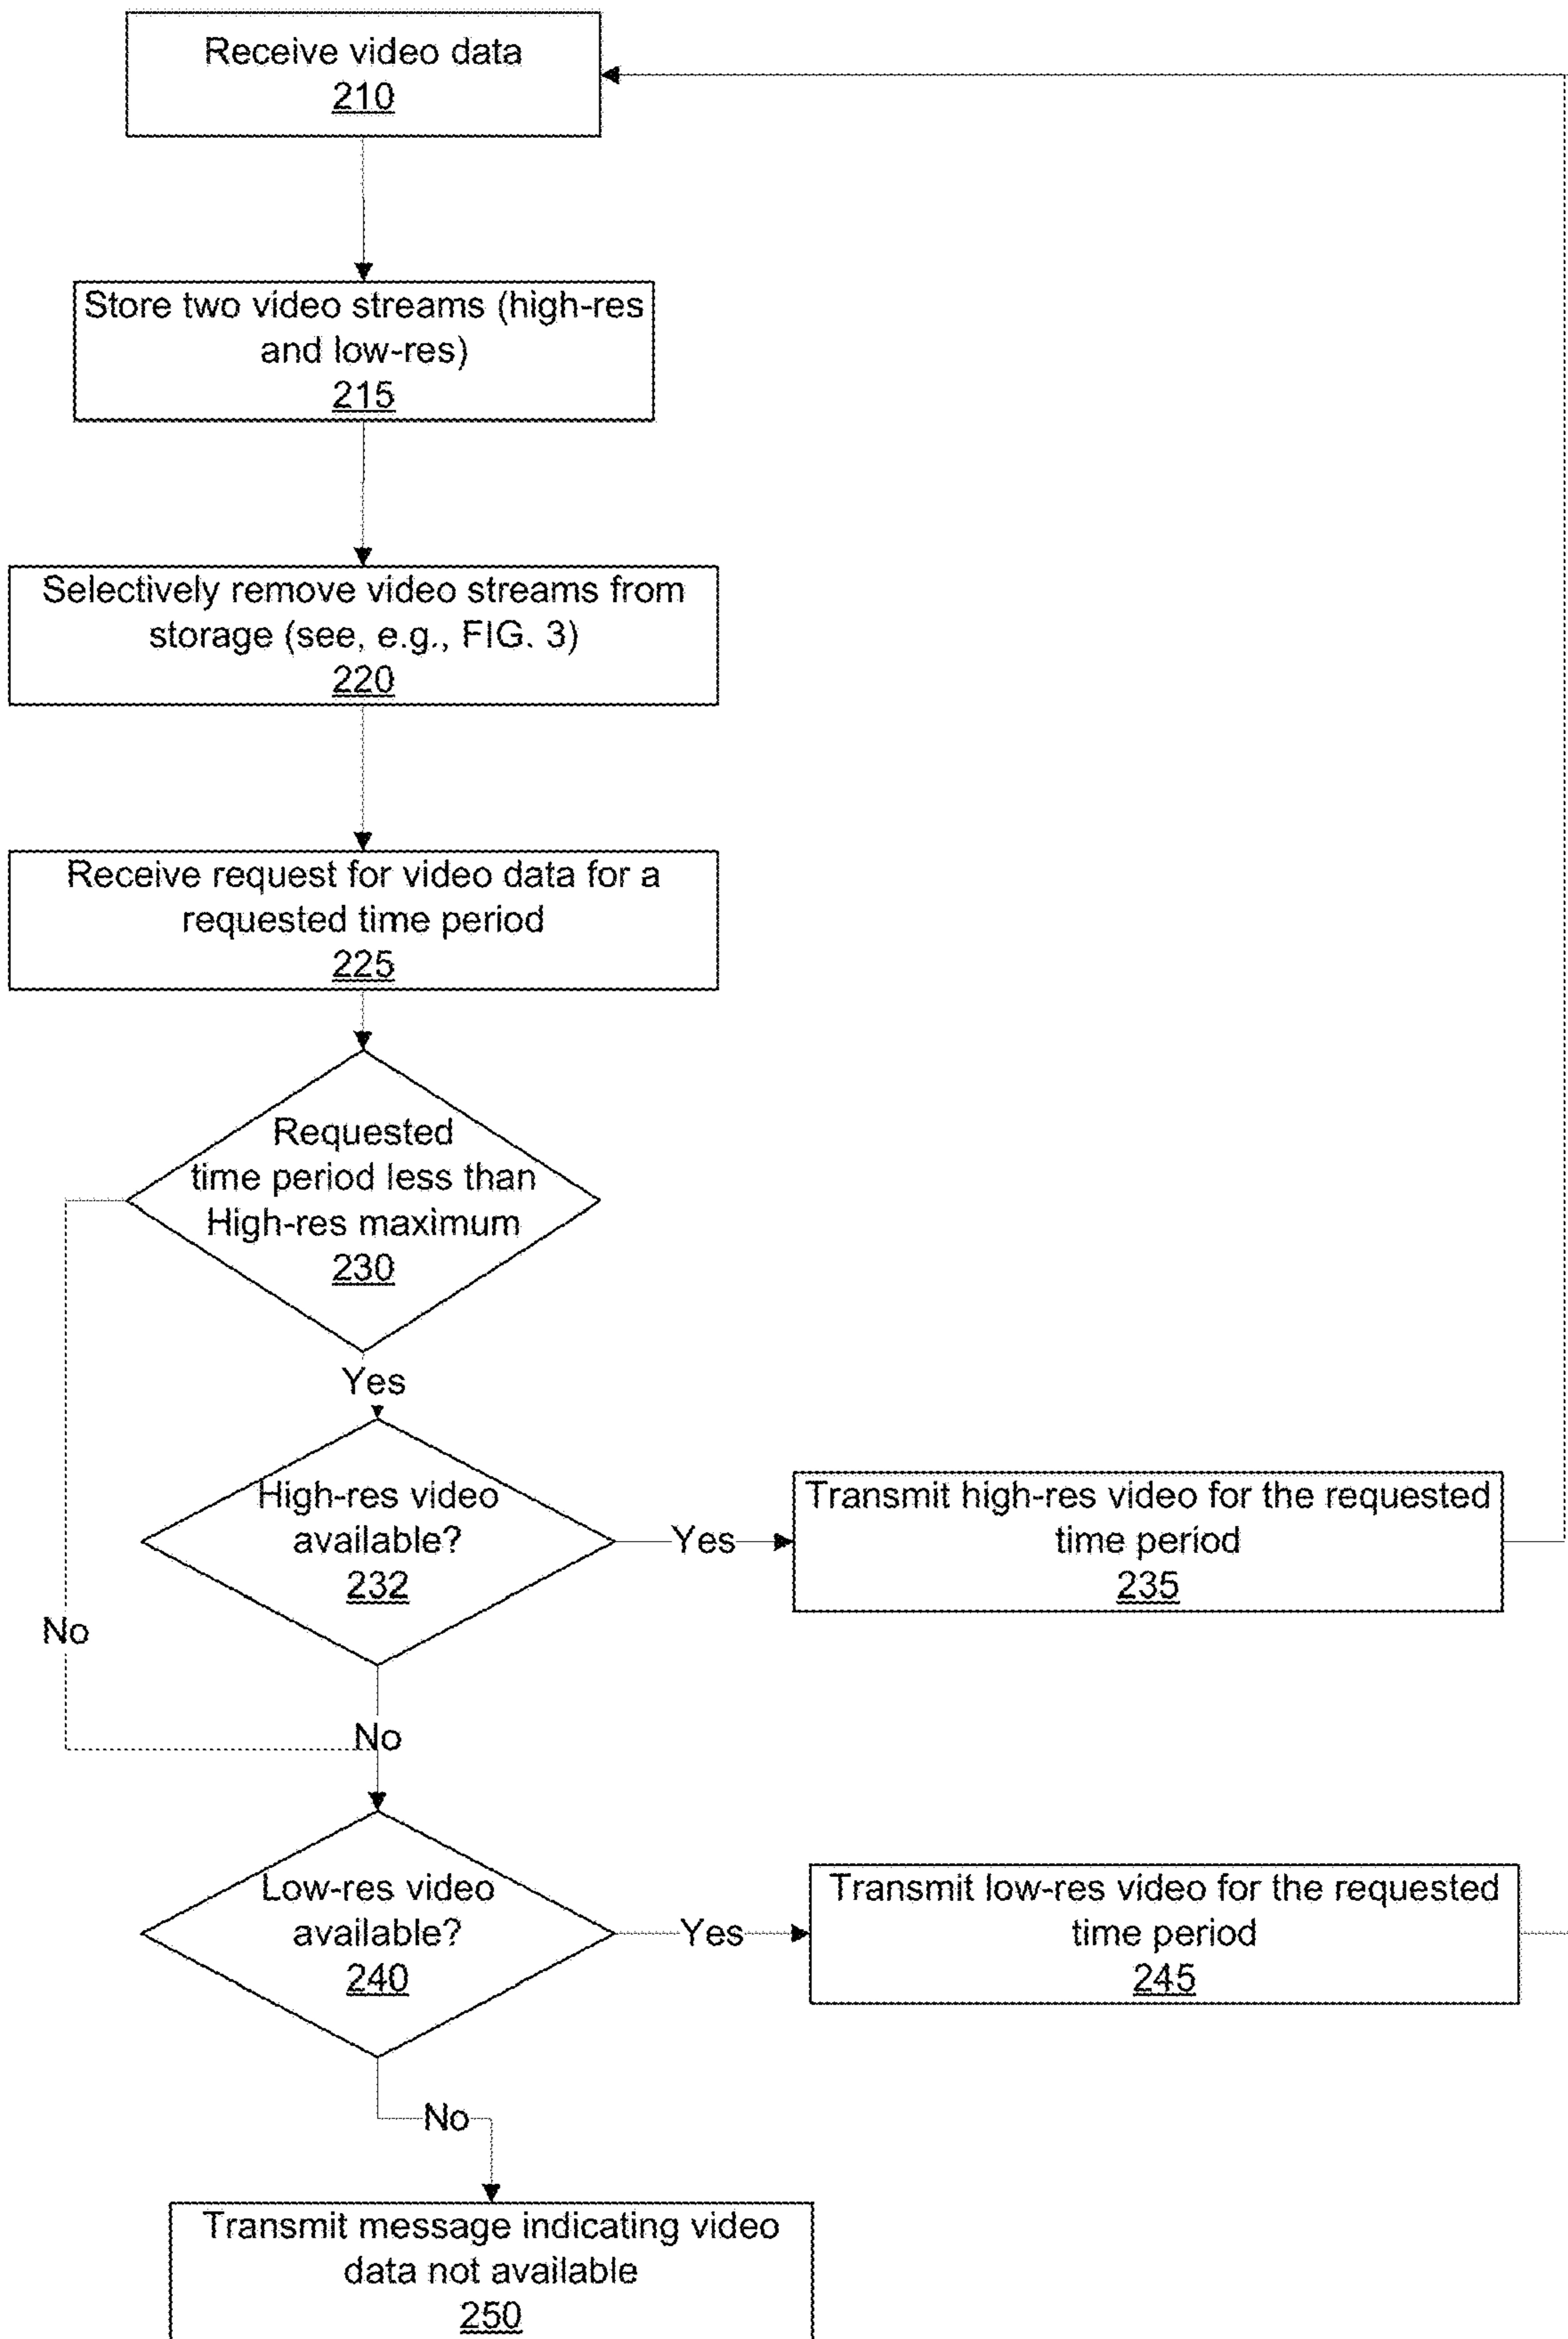 Receive video data
210
Store two video streams (high-res
and low-res)
215
Selectively remove video streams from
storage (see, e.g., FIG. 3)
220
Receive request for video data for a
requested time period
225
Requested
time period less than
High-res maximum
230
Yes
High-res video
available?
232
Yes
Transmit high-res video for the requested
time period
235
No
No
Low-res video
available?
240
Yes
Transmit low-res video for the requested
time period
245
No
Transmit message indicating video
data not available
250